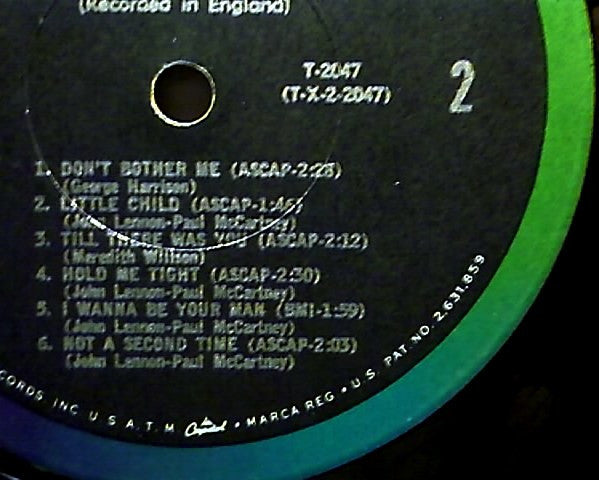 (Recorded in England)
T-2047
(T-X-2-2047)
2
1. DON'T BOTHER ME (ASCAP-2:28)
(George Harrison)
2. LITTLE CHILD (ASCAP-1:46)
(John Lennon-Paul McCartney)
3. TILL THERE WAS YOU (ASCAP-2:12)
(Meredith Willson)
4. HOLD ME TIGHT (ASCAP-2:30)
(John Lennon-Paul McCartney)
5. I WANNA BE YOUR MAN (BMI-1:59)
(John Lennon-Paul McCartney)
6. NOT A SECOND TIME (ASCAP-2:03)
(John Lennon-Paul McCartney)
CORDS, INC U S A. T. M Capitol • MARCA REG • U.S. PAT. NO. 2,631,859